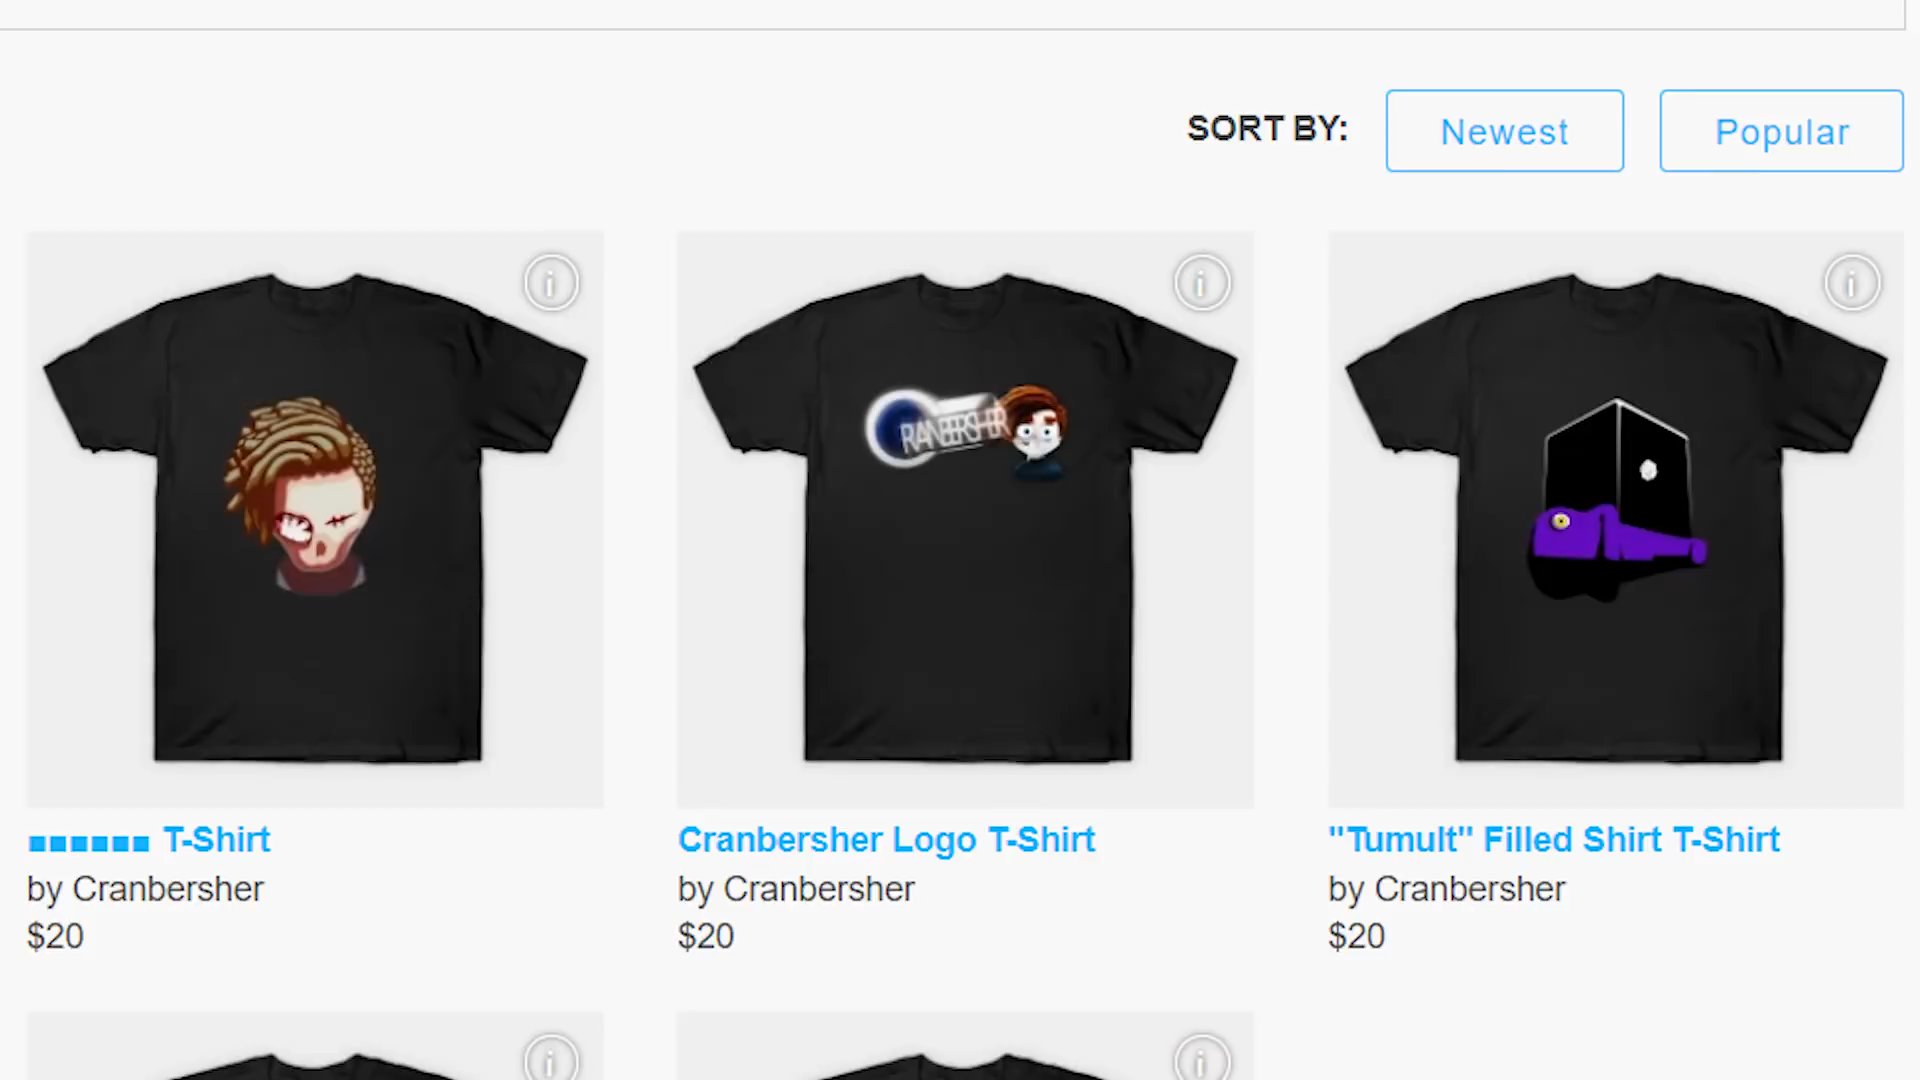 SORT BY: Newest Popular
RANBERSHER
■■■■■■ T-Shirt
by Cranbersher
$20
Cranbersher Logo T-Shirt
by Cranbersher
$20
"Tumult" Filled Shirt T-Shirt
by Cranbersher
$20